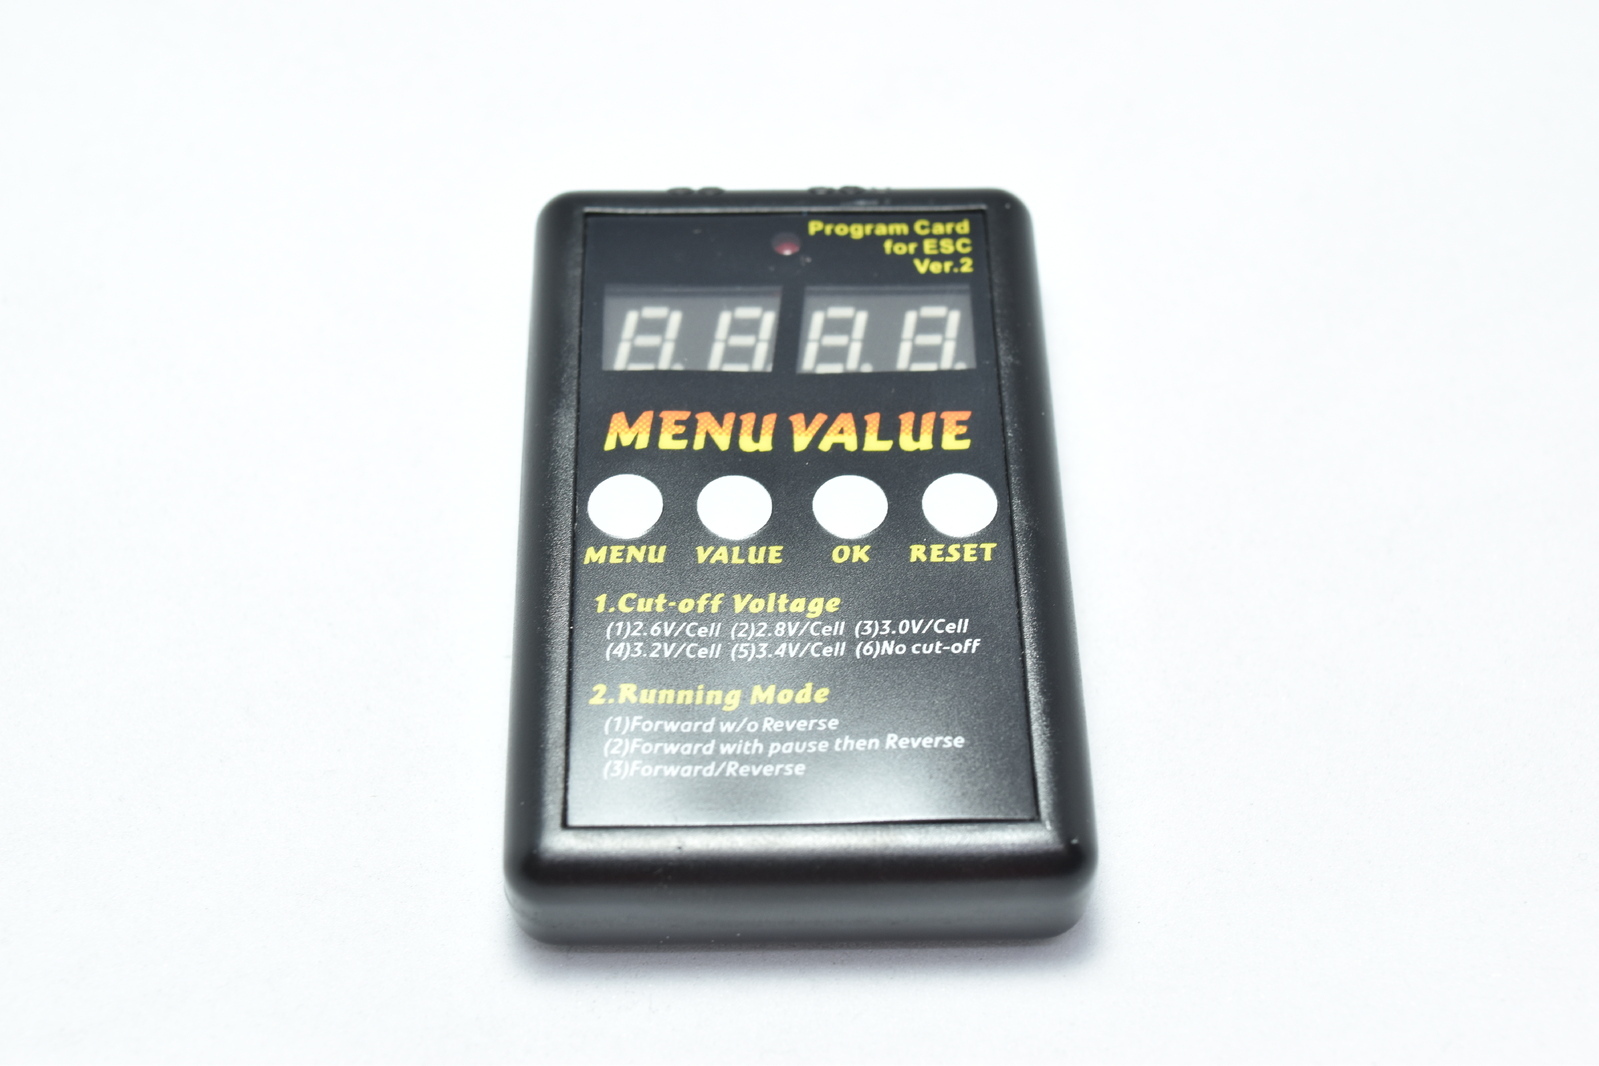 Program Card
for ESC
Ver.2
MENU VALUE
MENU VALUE OK RESET
1.Cut-off Voltage
(1)2.6V/Cell (2)2.8V/Cell (3)3.0V/Cell
(4)3.2V/Cell (5)3.4V/Cell (6)No cut-off
2.Running Mode
(1)Forward w/o Reverse
(2)Forward with pause then Reverse
(3)Forward/Reverse